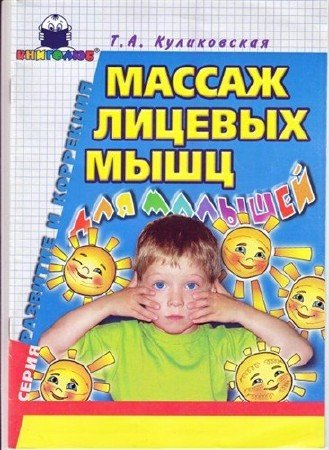 Т.А. Куликовская
КНИГОЛЮБ
МАССАЖ
ЛИЦЕВЫХ
МЫШЦ
ДЛЯ МАЛЫШЕЙ
СЕРИЯ РАЗВИТИЕ И КОРРЕКЦИЯ